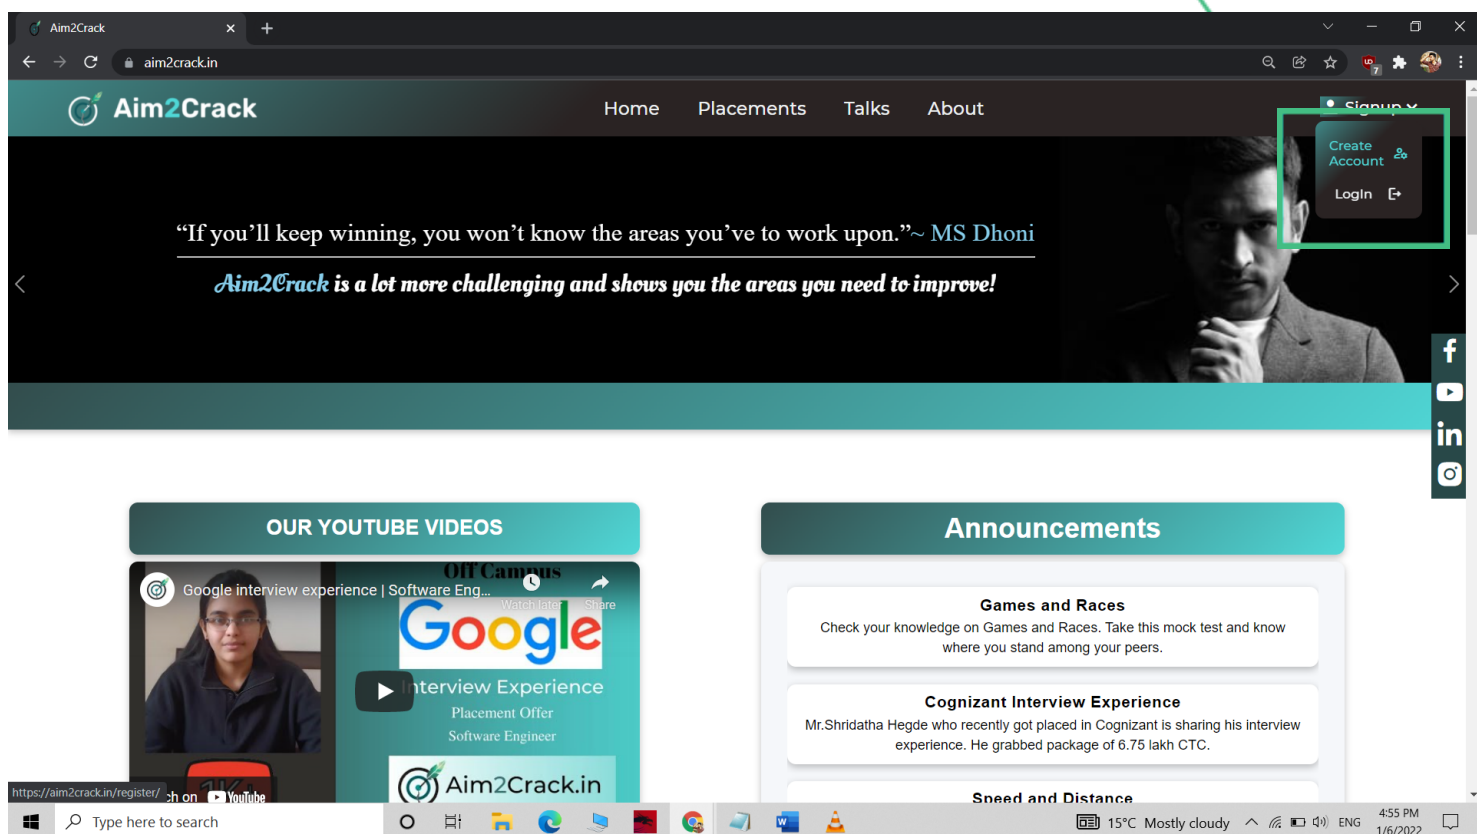 Aim2Crack
aim2crack.in
7
Aim2Crack
Home Placements Talks About
Signup
Create
Account
LogIn
“If you’ll keep winning, you won’t know the areas you’ve to work upon.”~ MS Dhoni
Aim2Crack is a lot more challenging and shows you the areas you need to improve!
f
in
OUR YOUTUBE VIDEOS
Off Campus
Google interview experience | Software Eng...
Watch later Share
Google
Interview Experience
Placement Offer
Software Engineer
Aim2Crack.in
ch on YouTube
Announcements
Games and Races
Check your knowledge on Games and Races. Take this mock test and know
where you stand among your peers.
Cognizant Interview Experience
Mr.Shridatha Hegde who recently got placed in Cognizant is sharing his interview
experience. He grabbed package of 6.75 lakh CTC.
Speed and Distance
https://aim2crack.in/register/
Type here to search
15°C Mostly cloudy
ENG
4:55 PM
1/6/2022